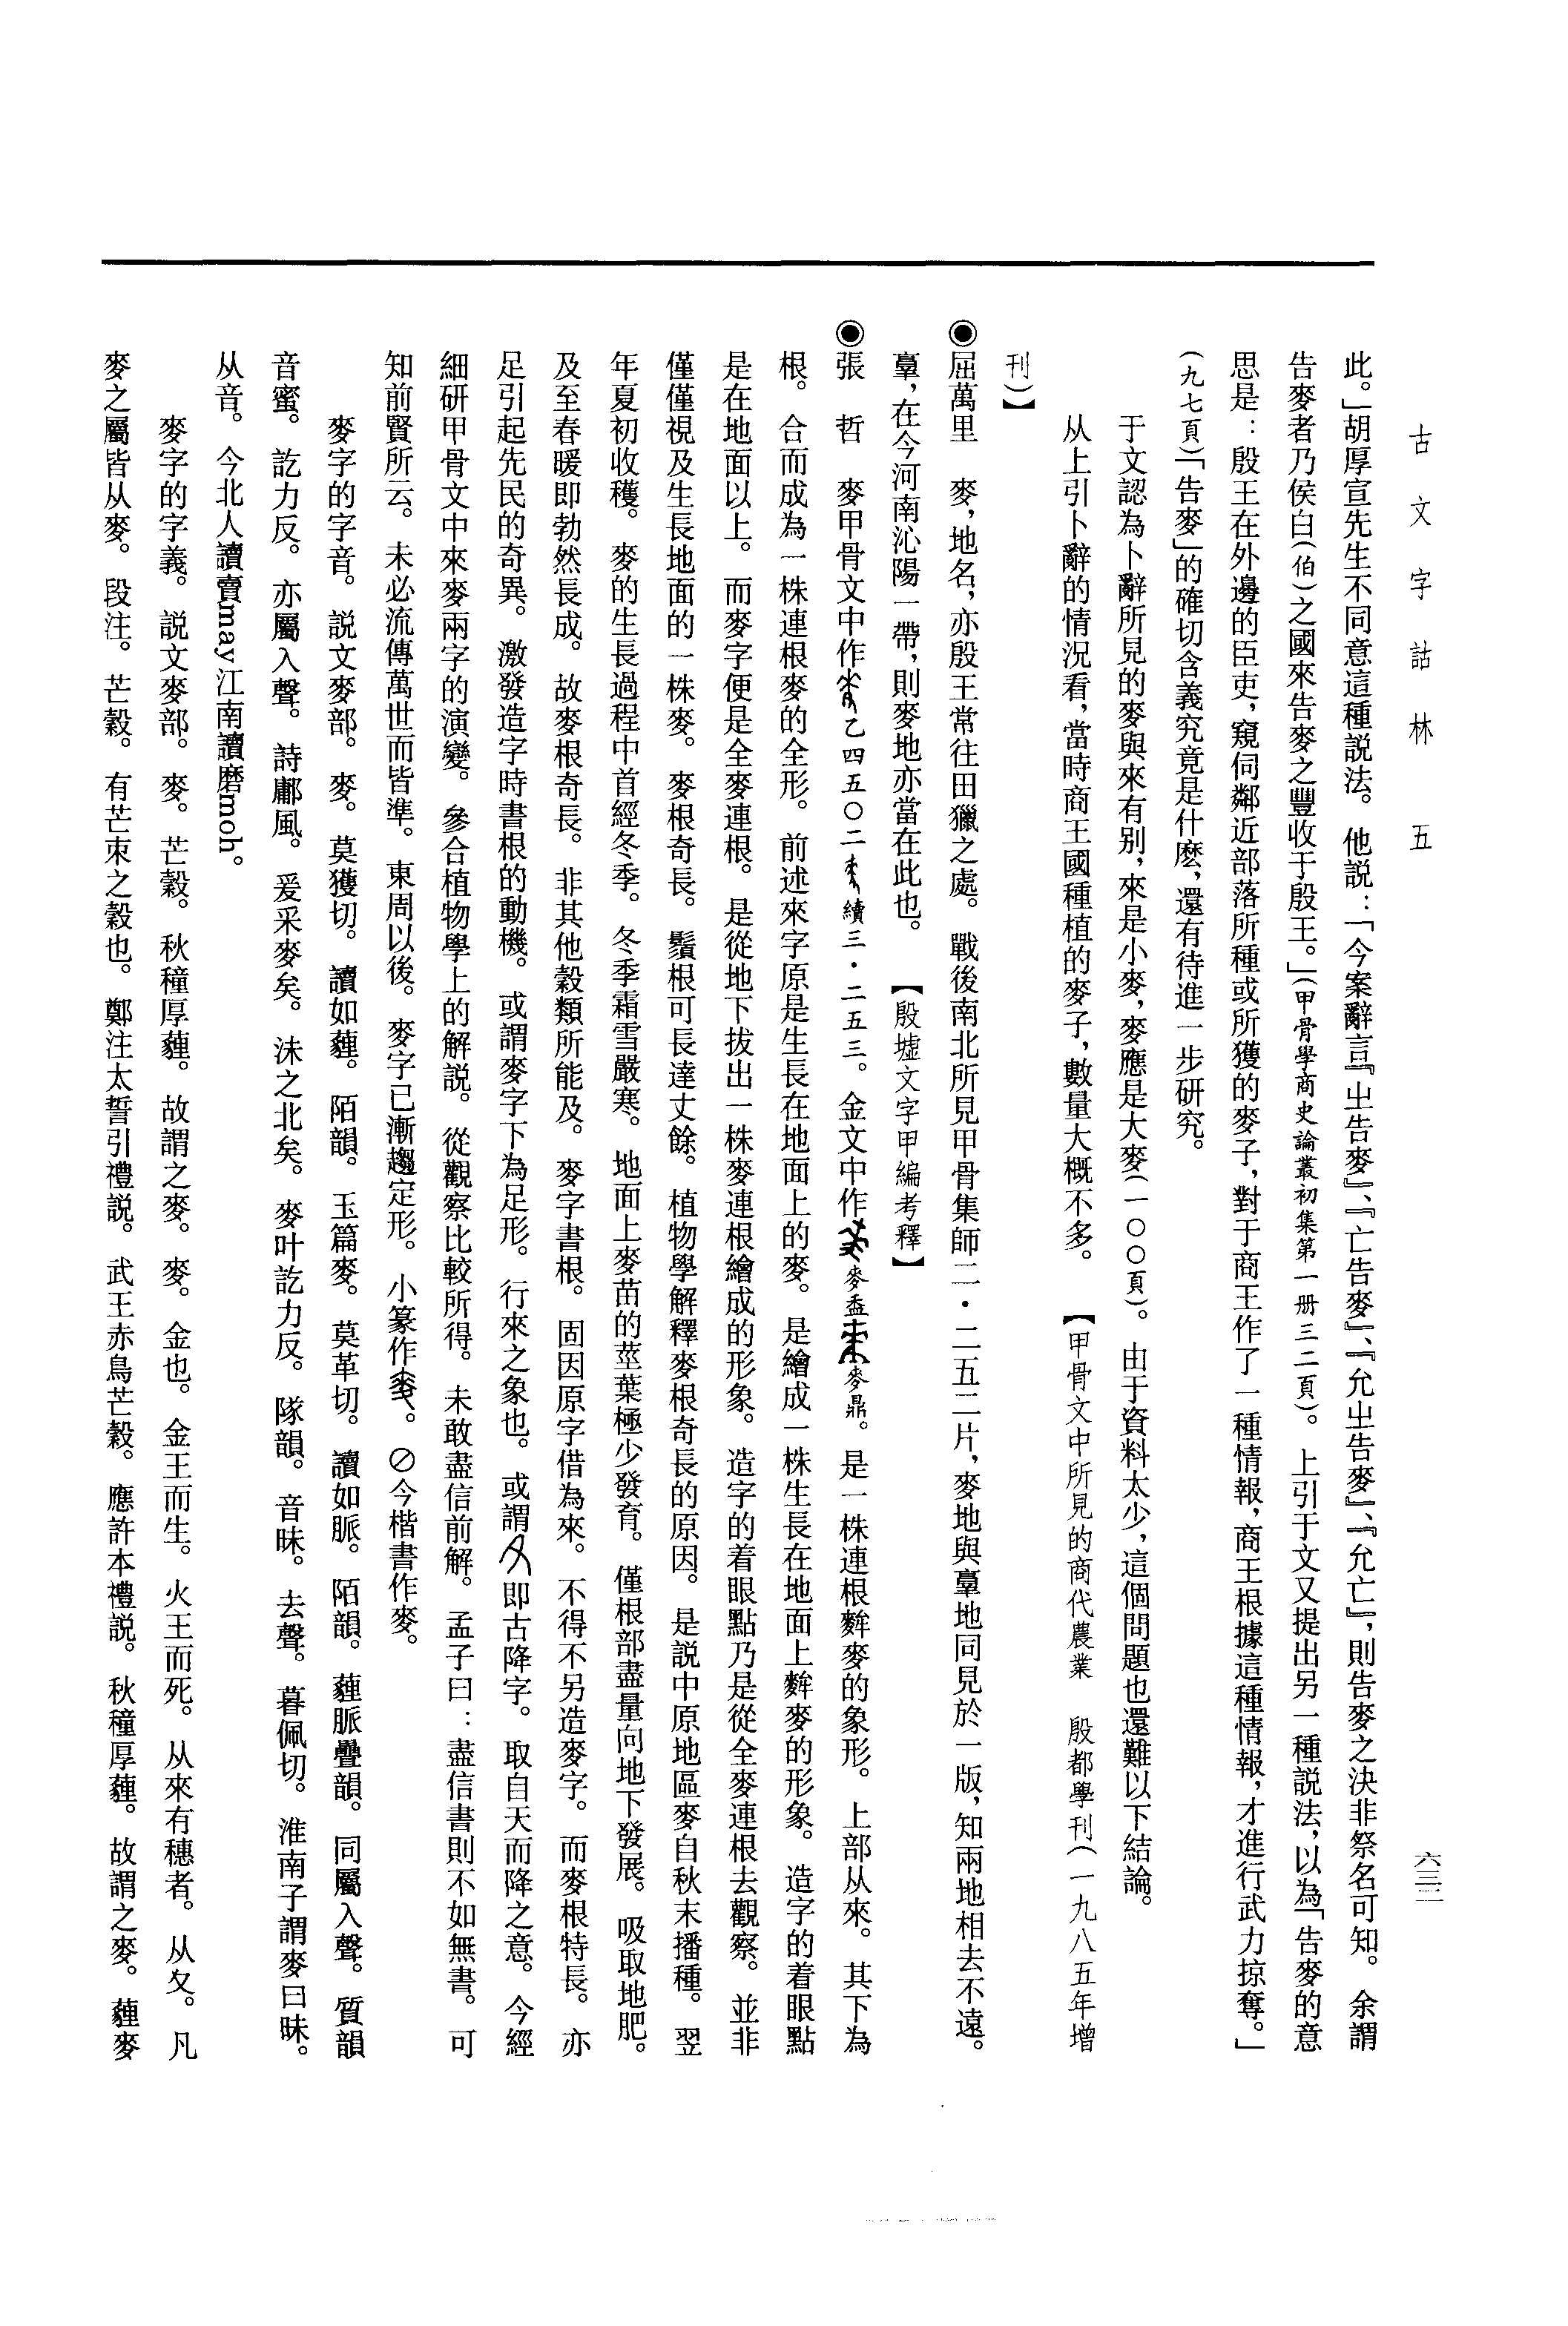 古文字詁林 五
六三二
此。」胡厚宣先生不同意這種説法。他説：「今案辭言『㞢告麥』、『亡告麥』、『允㞢告麥』、『允亡』，則告麥之決非祭名可知。余謂
告麥者乃侯白（伯）之國來告麥之豐收于殷王。」（甲骨學商史論叢初集第一册三二頁）。上引于文又提出另一種説法，以為「告麥的意
思是：殷王在外邊的臣吏，窺伺鄰近部落所種或所獲的麥子，對于商王作了一種情報，商王根據這種情報，才進行武力掠奪。」
（九七頁）「告麥」的確切含義究竟是什麽，還有待進一步研究。
于文認為卜辭所見的麥與來有别，來是小麥，麥應是大麥（一〇〇頁）。由于資料太少，這個問題也還難以下結論。
从上引卜辭的情況看，當時商王國種植的麥子，數量大概不多。【甲骨文中所見的商代農業 殷都學刊（一九八五年增
刊）】
◉屈萬里 麥，地名，亦殷王常往田獵之處。戰後南北所見甲骨集師二·二五二片，麥地與𦎫地同見於一版，知兩地相去不遠。
𦎫，在今河南沁陽一帶，則麥地亦當在此也。【殷墟文字甲編考釋】
◉張 哲 麥甲骨文中作乙四五〇二續三·二五三。金文中作麥盉麥鼎。是一株連根麰麥的象形。上部从來。其下為
根。合而成為一株連根麥的全形。前述來字原是生長在地面上的麥。是繪成一株生長在地面上麰麥的形象。造字的着眼點
是在地面以上。而麥字便是全麥連根。是從地下拔出一株麥連根繪成的形象。造字的着眼點乃是從全麥連根去觀察。並非
僅僅視及生長地面的一株麥。麥根奇長。鬚根可長達丈餘。植物學解釋麥根奇長的原因。是説中原地區麥自秋末播種。翌
年夏初收穫。麥的生長過程中首經冬季。冬季霜雪嚴寒。地面上麥苗的莖葉極少發育。僅根部盡量向地下發展。吸取地肥。
及至春暖即勃然長成。故麥根奇長。非其他穀類所能及。麥字書根。固因原字借為來。不得不另造麥字。而麥根特長。亦
足引起先民的奇異。激發造字時書根的動機。或謂麥字下為足形。行來之象也。或謂夂即古降字。取自天而降之意。今經
細研甲骨文中來麥兩字的演變。參合植物學上的解説。從觀察比較所得。未敢盡信前解。孟子曰：盡信書則不如無書。可
知前賢所云。未必流傳萬世而皆準。東周以後。麥字已漸趨定形。小篆作。⊘今楷書作麥。
麥字的字音。説文麥部。麥。莫獲切。讀如薶。陌韻。玉篇麥。莫革切。讀如脈。陌韻。薶脈疊韻。同屬入聲。質韻
音蜜。訖力反。亦屬入聲。詩鄘風。爰采麥矣。沬之北矣。麥叶訖力反。隊韻。音昧。去聲。暮佩切。淮南子謂麥曰昧。
从音。今北人讀賣may江南讀磨moh。
麥字的字義。説文麥部。麥。芒穀。秋穜厚薶。故謂之麥。麥。金也。金王而生。火王而死。从來有穗者。从夊。凡
麥之屬皆从麥。段注。芒穀。有芒朿之穀也。鄭注太誓引禮説。武王赤烏芒穀。應許本禮説。秋穜厚薶。故謂之麥。薶麥